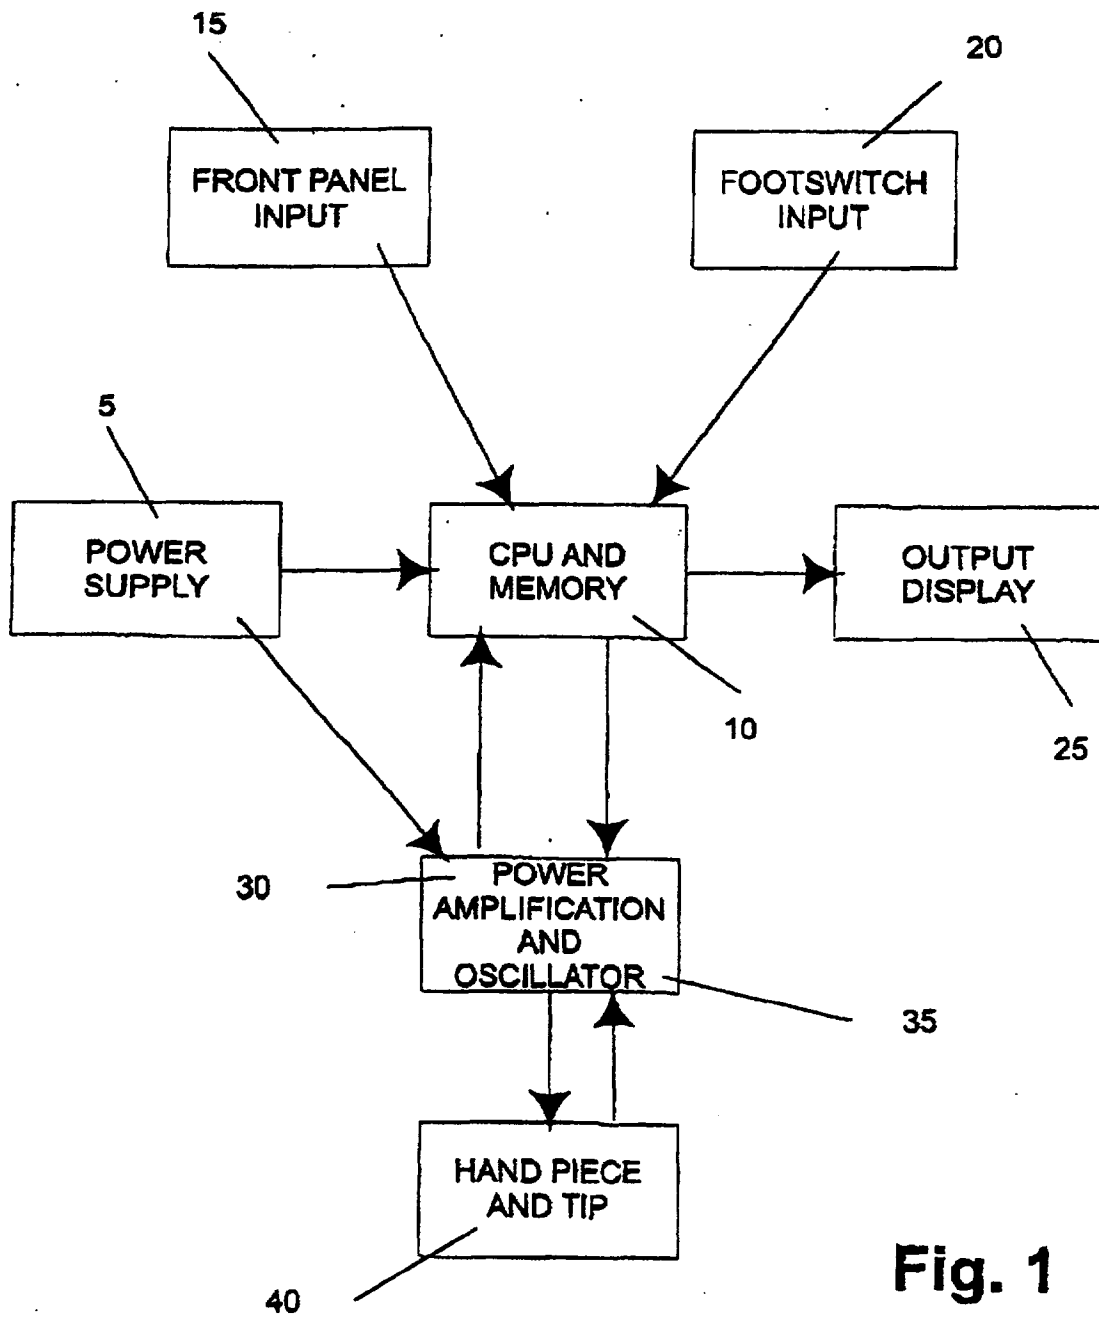 15
20
FRONT PANEL
INPUT
FOOTSWITCH
INPUT
5
POWER
SUPPLY
CPU AND
MEMORY
OUTPUT
DISPLAY
10
25
30
POWER
AMPLIFICATION
AND
OSCILLATOR
35
HAND PIECE
AND TIP
40
Fig. 1